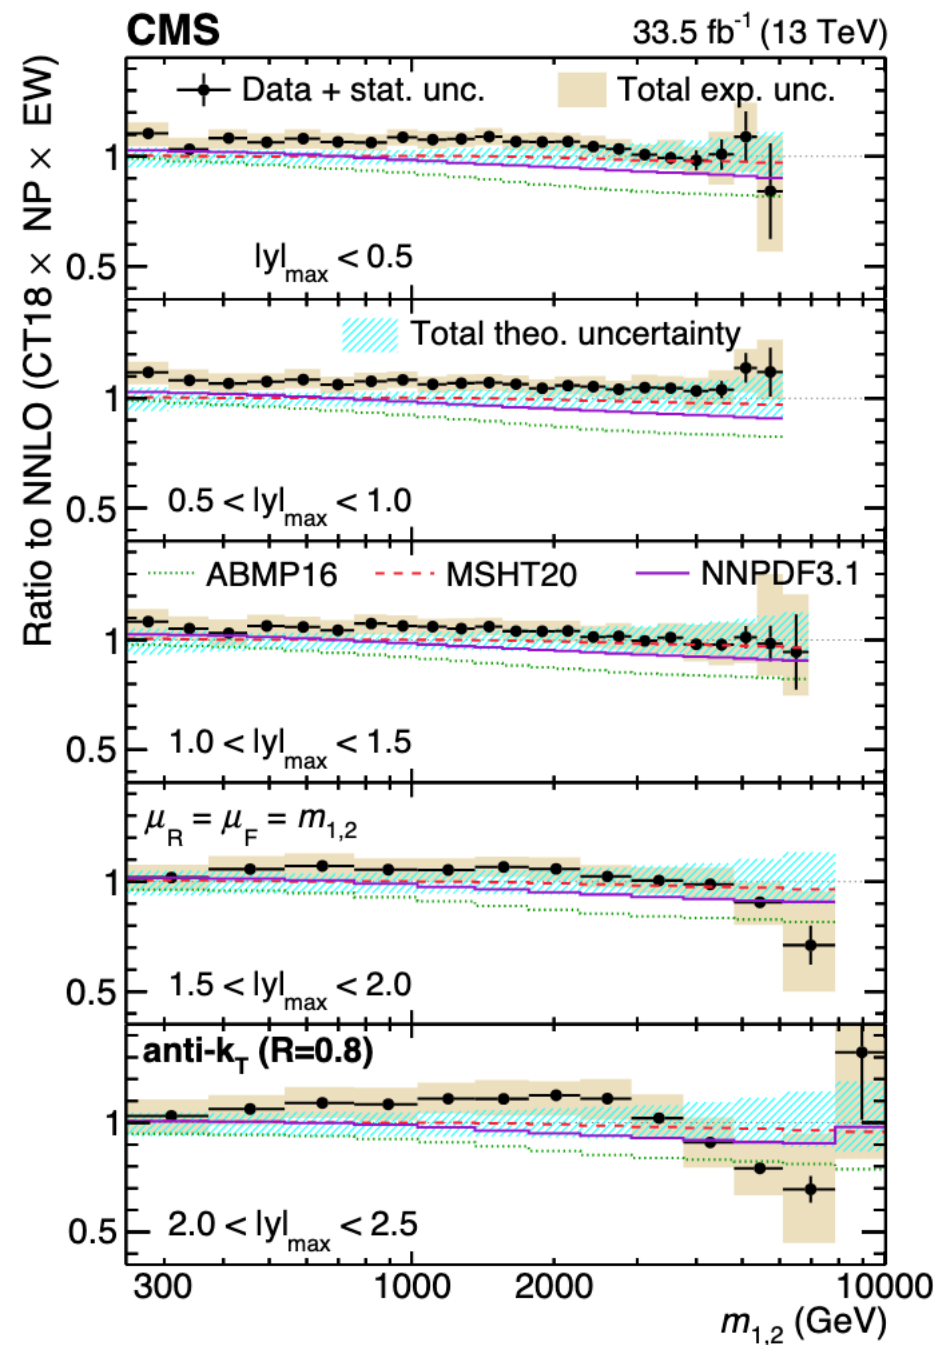 CMS 33.5 fb⁻¹ (13 TeV)
Ratio to NNLO (CT18 × NP × EW)
Data + stat. unc. Total exp. unc.
1
|y|max < 0.5
0.5
Total theo. uncertainty
1
0.5 < |y|max < 1.0
0.5
ABMP16 MSHT20 NNPDF3.1
1
1.0 < |y|max < 1.5
0.5
μR = μF = m1,2
1
1.5 < |y|max < 2.0
0.5
anti-kT (R=0.8)
1
2.0 < |y|max < 2.5
0.5
300 1000 2000 10000
m1,2 (GeV)